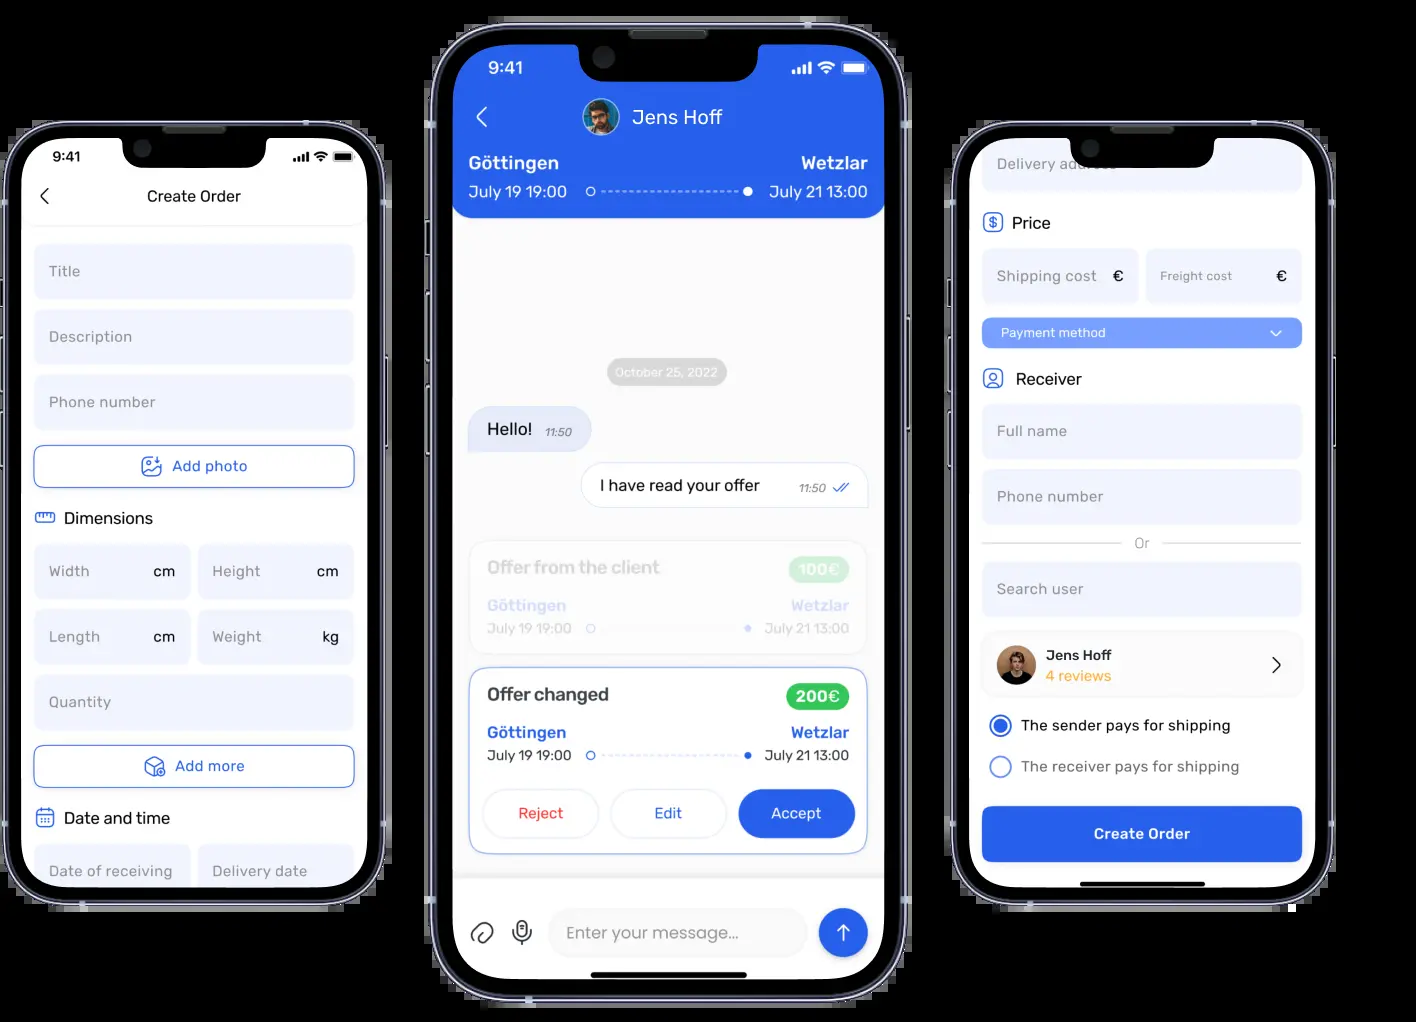 9:41
Create Order
Title
Description
Phone number
Add photo
Dimensions
Width cm
Height cm
Length cm
Weight kg
Quantity
Add more
Date and time
Date of receiving
Delivery date
9:41
Jens Hoff
Göttingen Wetzlar
July 19 19:00 July 21 13:00
October 25, 2022
Hello! 11:50
I have read your offer 11:50
Offer from the client 100€
Göttingen Wetzlar
July 19 19:00 July 21 13:00
Offer changed 200€
Göttingen Wetzlar
July 19 19:00 July 21 13:00
Reject Edit Accept
Enter your message...
Delivery address
$ Price
Shipping cost €
Freight cost €
Payment method
Receiver
Full name
Phone number
Or
Search user
Jens Hoff
4 reviews
The sender pays for shipping
The receiver pays for shipping
Create Order